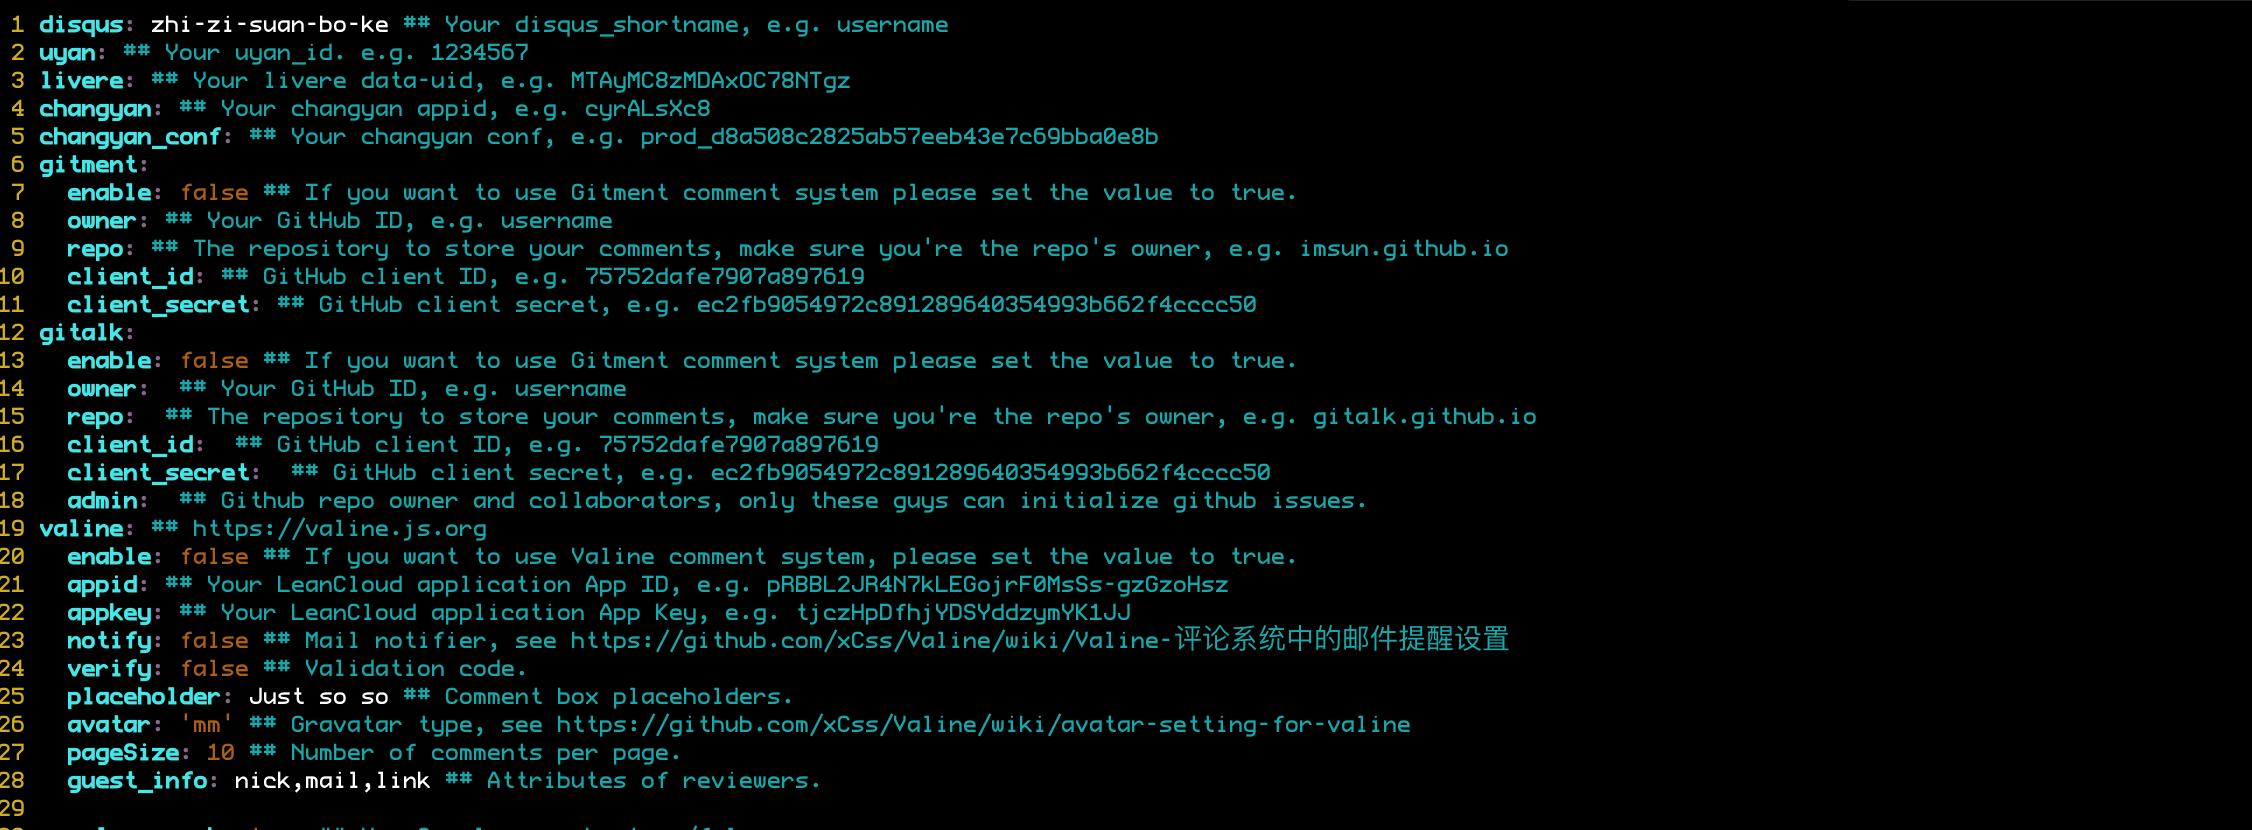 1 disqus: zhi-zi-suan-bo-ke ## Your disqus_shortname, e.g. username
2 uyan: ## Your uyan_id. e.g. 1234567
3 livere: ## Your livere data-uid, e.g. MTAyMC8zMDAxOC78NTgz
4 changyan: ## Your changyan appid, e.g. cyrALsXc8
5 changyan_conf: ## Your changyan conf, e.g. prod_d8a508c2825ab57eeb43e7c69bba0e8b
6 gitment:
7 enable: false ## If you want to use Gitment comment system please set the value to true.
8 owner: ## Your GitHub ID, e.g. username
9 repo: ## The repository to store your comments, make sure you're the repo's owner, e.g. imsun.github.io
10 client_id: ## GitHub client ID, e.g. 75752dafe7907a897619
11 client_secret: ## GitHub client secret, e.g. ec2fb9054972c891289640354993b662f4cccc50
12 gitalk:
13 enable: false ## If you want to use Gitment comment system please set the value to true.
14 owner: ## Your GitHub ID, e.g. username
15 repo: ## The repository to store your comments, make sure you're the repo's owner, e.g. gitalk.github.io
16 client_id: ## GitHub client ID, e.g. 75752dafe7907a897619
17 client_secret: ## GitHub client secret, e.g. ec2fb9054972c891289640354993b662f4cccc50
18 admin: ## Github repo owner and collaborators, only these guys can initialize github issues.
19 valine: ## https://valine.js.org
20 enable: false ## If you want to use Valine comment system, please set the value to true.
21 appid: ## Your LeanCloud application App ID, e.g. pRBBL2JR4N7kLEGojrF0MsSs-gzGzoHsz
22 appkey: ## Your LeanCloud application App Key, e.g. tjczHpDfhjYDSYddzymYK1JJ
23 notify: false ## Mail notifier, see https://github.com/xCss/Valine/wiki/Valine-评论系统中的邮件提醒设置
24 verify: false ## Validation code.
25 placeholder: Just so so ## Comment box placeholders.
26 avatar: 'mm' ## Gravatar type, see https://github.com/xCss/Valine/wiki/avatar-setting-for-valine
27 pageSize: 10 ## Number of comments per page.
28 guest_info: nick,mail,link ## Attributes of reviewers.
29